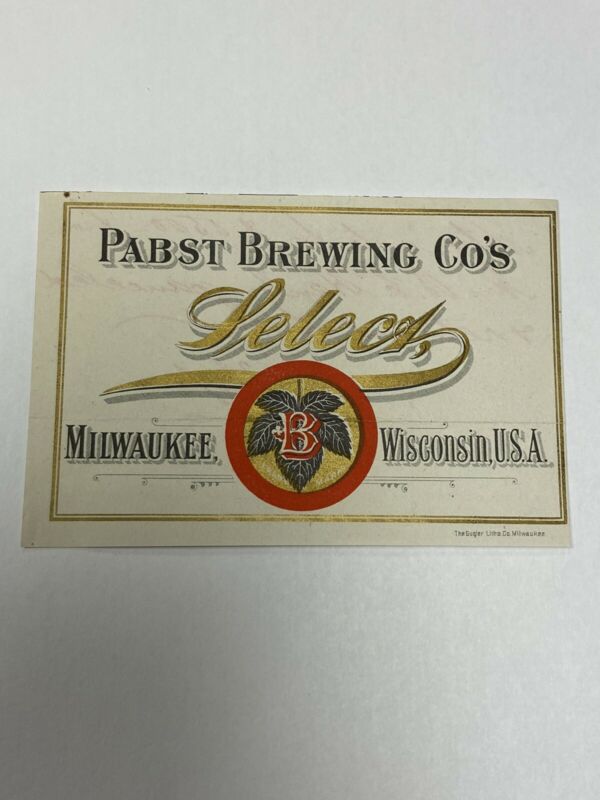 PABST BREWING CO'S
Select,
B
MILWAUKEE, WISCONSIN, U.S.A.
The Gugler Litho. Co. Milwaukee